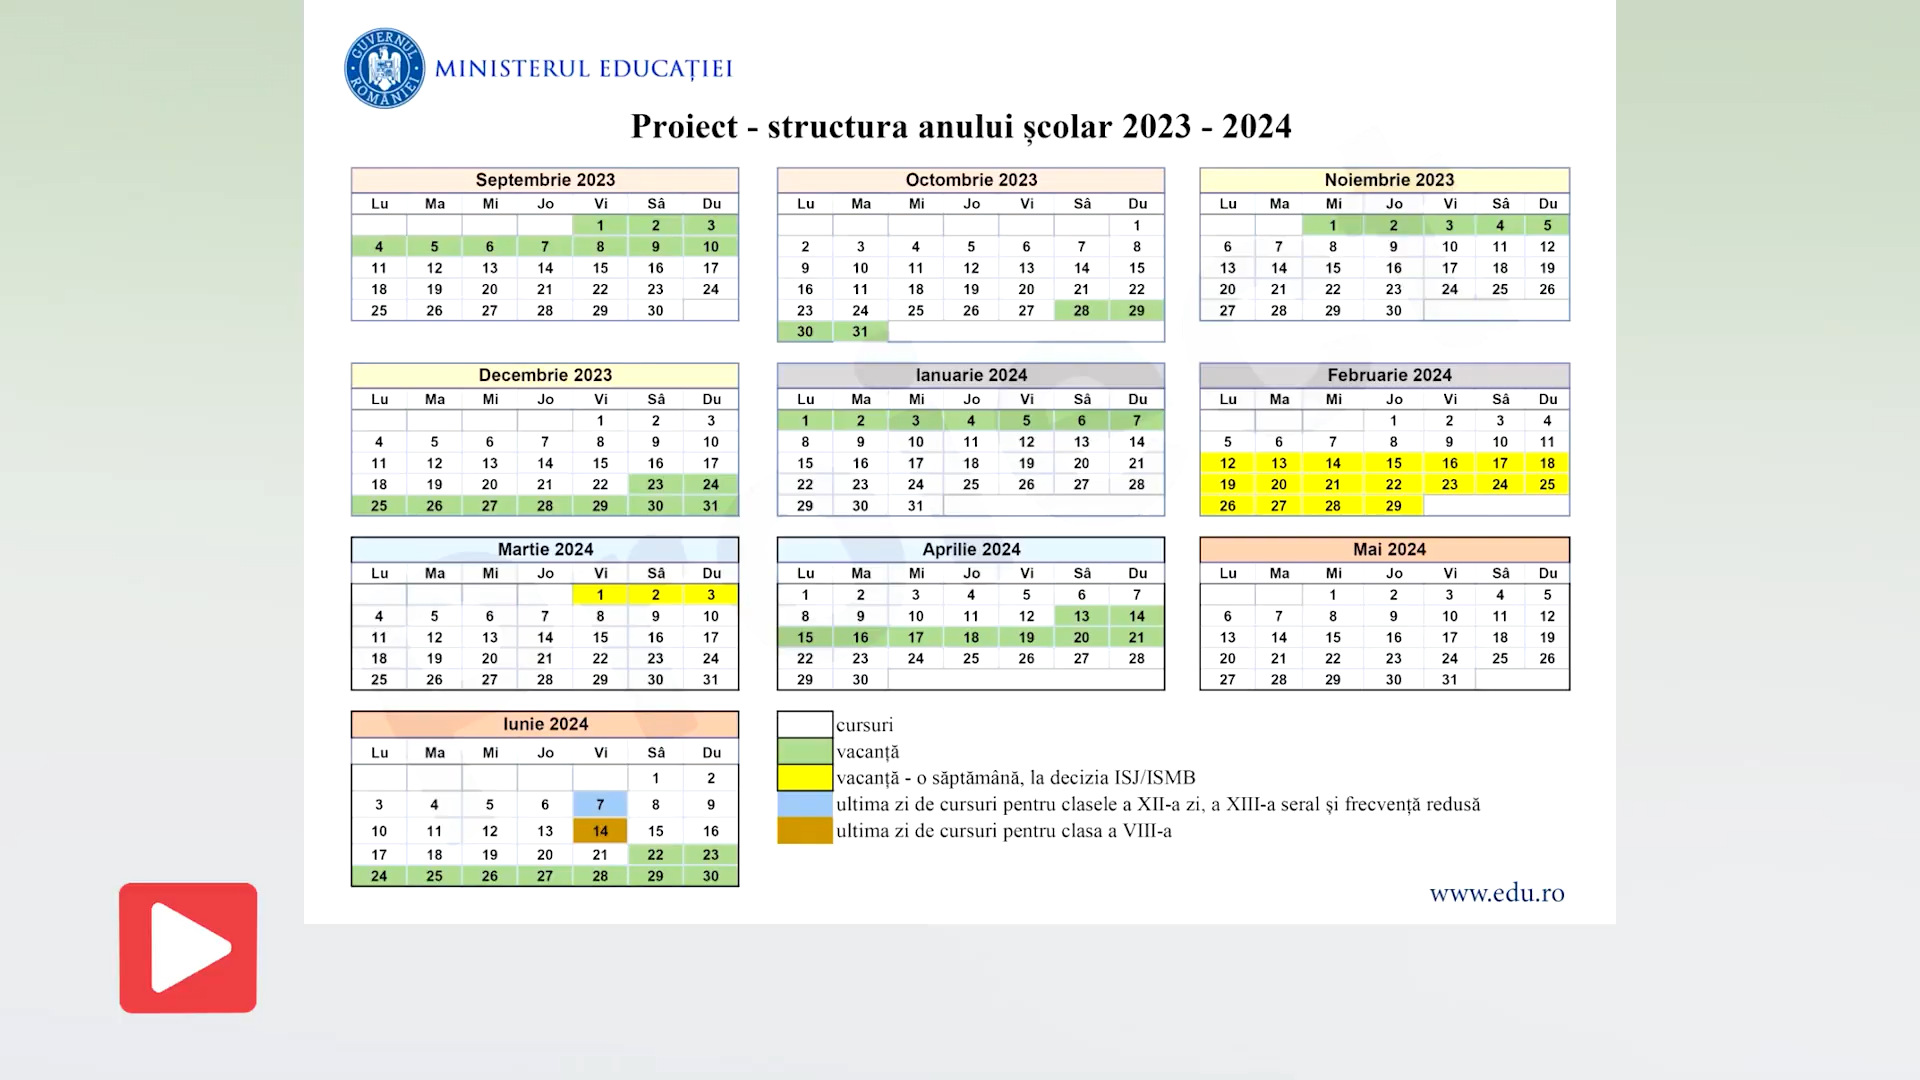 GUVERNUL ROMÂNIEI
MINISTERUL EDUCAȚIEI
Proiect - structura anului școlar 2023 - 2024
Septembrie 2023
Lu Ma Mi Jo Vi Sâ Du
1 2 3
4 5 6 7 8 9 10
11 12 13 14 15 16 17
18 19 20 21 22 23 24
25 26 27 28 29 30
Octombrie 2023
Lu Ma Mi Jo Vi Sâ Du
1
2 3 4 5 6 7 8
9 10 11 12 13 14 15
16 11 18 19 20 21 22
23 24 25 26 27 28 29
30 31
Noiembrie 2023
Lu Ma Mi Jo Vi Sâ Du
1 2 3 4 5
6 7 8 9 10 11 12
13 14 15 16 17 18 19
20 21 22 23 24 25 26
27 28 29 30
Decembrie 2023
Lu Ma Mi Jo Vi Sâ Du
1 2 3
4 5 6 7 8 9 10
11 12 13 14 15 16 17
18 19 20 21 22 23 24
25 26 27 28 29 30 31
Ianuarie 2024
Lu Ma Mi Jo Vi Sâ Du
1 2 3 4 5 6 7
8 9 10 11 12 13 14
15 16 17 18 19 20 21
22 23 24 25 26 27 28
29 30 31
Februarie 2024
Lu Ma Mi Jo Vi Sâ Du
1 2 3 4
5 6 7 8 9 10 11
12 13 14 15 16 17 18
19 20 21 22 23 24 25
26 27 28 29
Martie 2024
Lu Ma Mi Jo Vi Sâ Du
1 2 3
4 5 6 7 8 9 10
11 12 13 14 15 16 17
18 19 20 21 22 23 24
25 26 27 28 29 30 31
Aprilie 2024
Lu Ma Mi Jo Vi Sâ Du
1 2 3 4 5 6 7
8 9 10 11 12 13 14
15 16 17 18 19 20 21
22 23 24 25 26 27 28
29 30
Mai 2024
Lu Ma Mi Jo Vi Sâ Du
1 2 3 4 5
6 7 8 9 10 11 12
13 14 15 16 17 18 19
20 21 22 23 24 25 26
27 28 29 30 31
Iunie 2024
Lu Ma Mi Jo Vi Sâ Du
1 2
3 4 5 6 7 8 9
10 11 12 13 14 15 16
17 18 19 20 21 22 23
24 25 26 27 28 29 30
cursuri
vacanță
vacanță - o săptămână, la decizia ISJ/ISMB
ultima zi de cursuri pentru clasele a XII-a zi, a XIII-a seral și frecvență redusă
ultima zi de cursuri pentru clasa a VIII-a
www.edu.ro